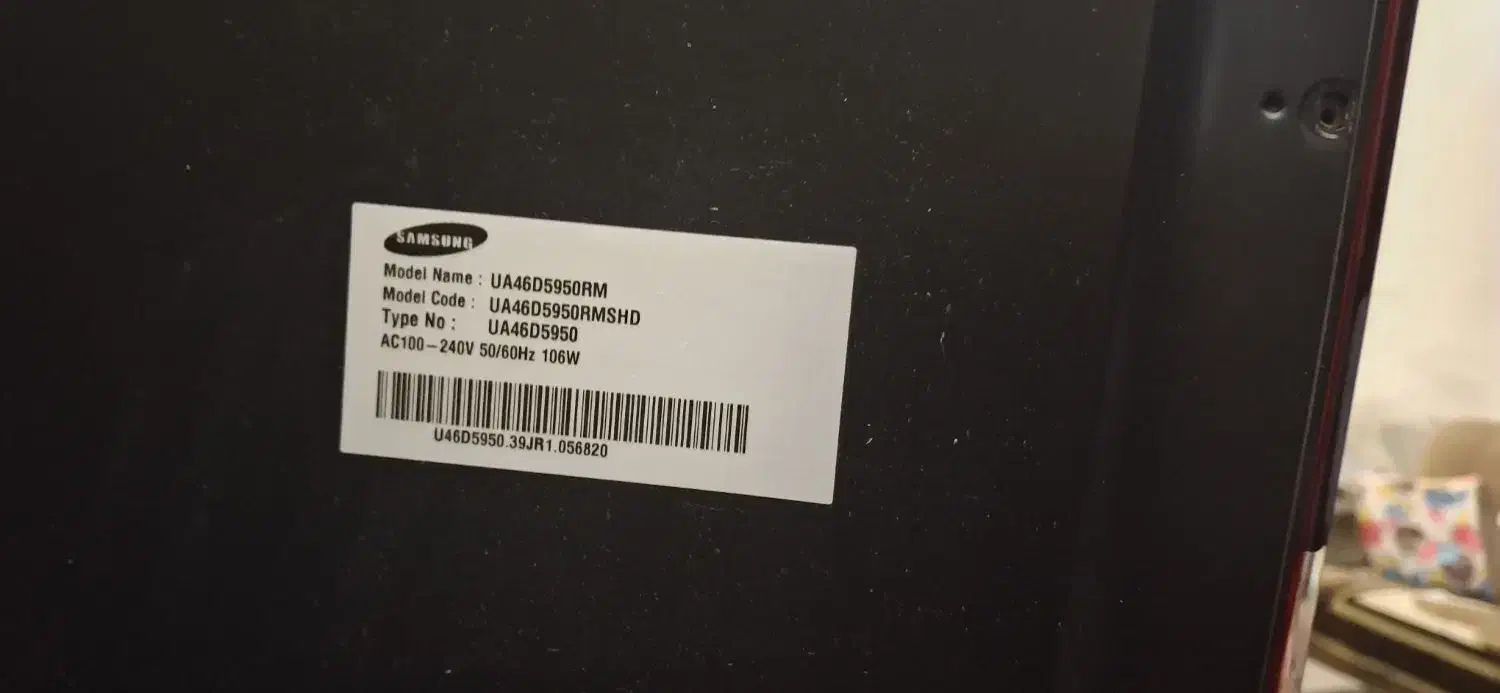 SAMSUNG
Model Name : UA46D5950RM
Model Code : UA46D5950RMSHD
Type No : UA46D5950
AC100-240V 50/60Hz 106W
U46D5950.39JR1.056820